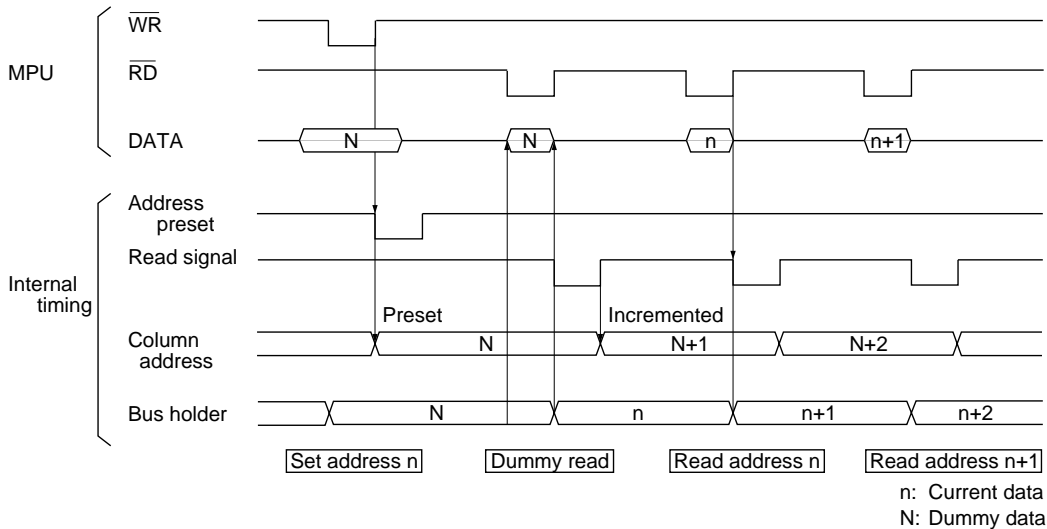 MPU
WR
RD
DATA
N
N
n
n+1
Internal
timing
Address
preset
Read signal
Preset
Incremented
Column
address
N
N+1
N+2
Bus holder
N
n
n+1
n+2
Set address n
Dummy read
Read address n
Read address n+1
n: Current data
N: Dummy data